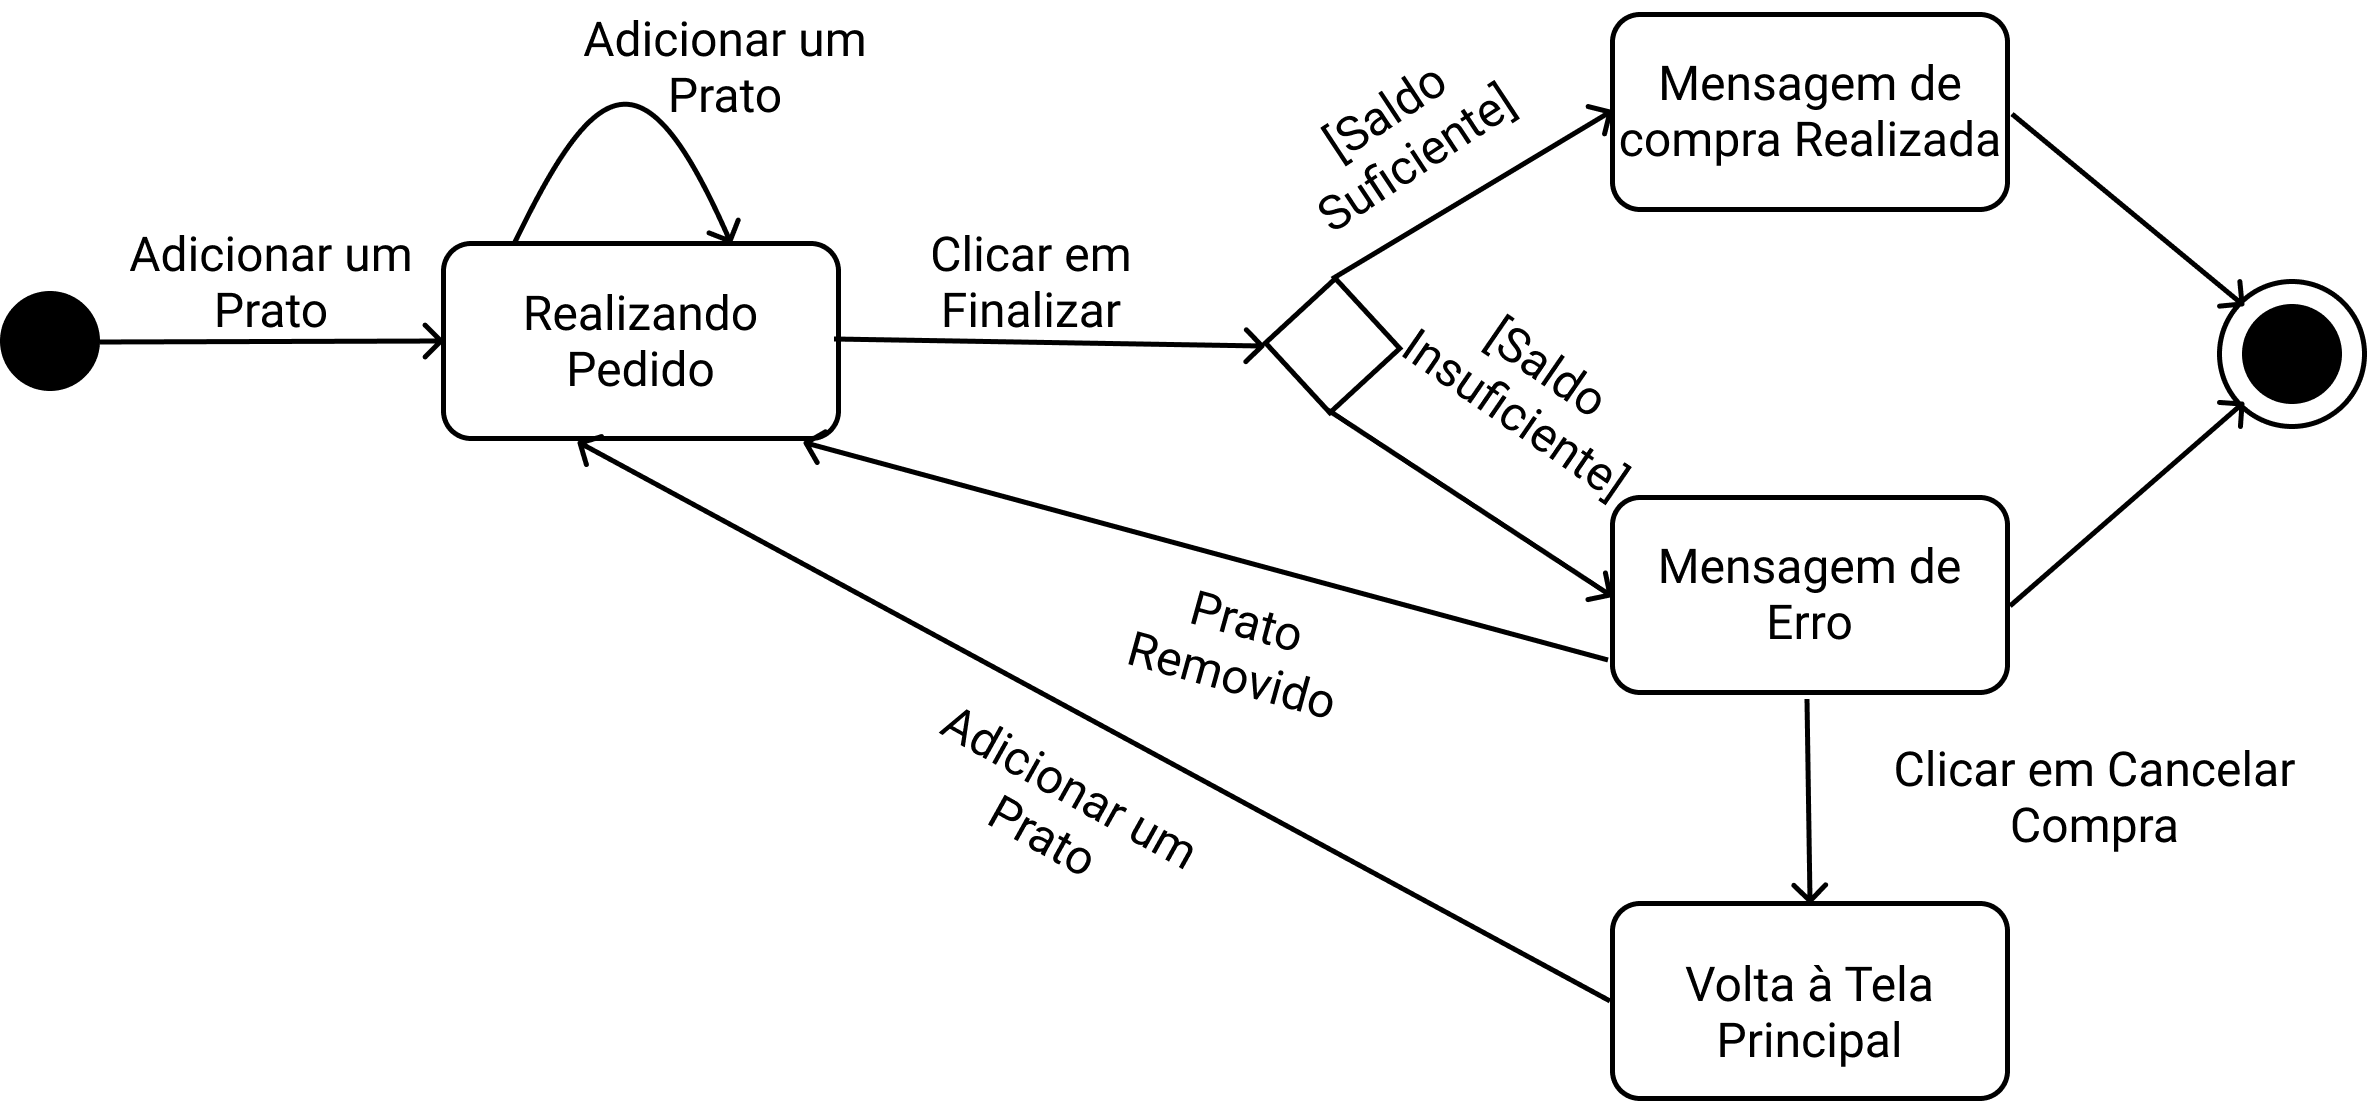 Adicionar um
Prato
Adicionar um
Prato
Realizando
Pedido
Clicar em
Finalizar
[Saldo
Suficiente]
Mensagem de
compra Realizada
[Saldo
Insuficiente]
Mensagem de
Erro
Prato
Removido
Adicionar um
Prato
Clicar em Cancelar
Compra
Volta à Tela
Principal